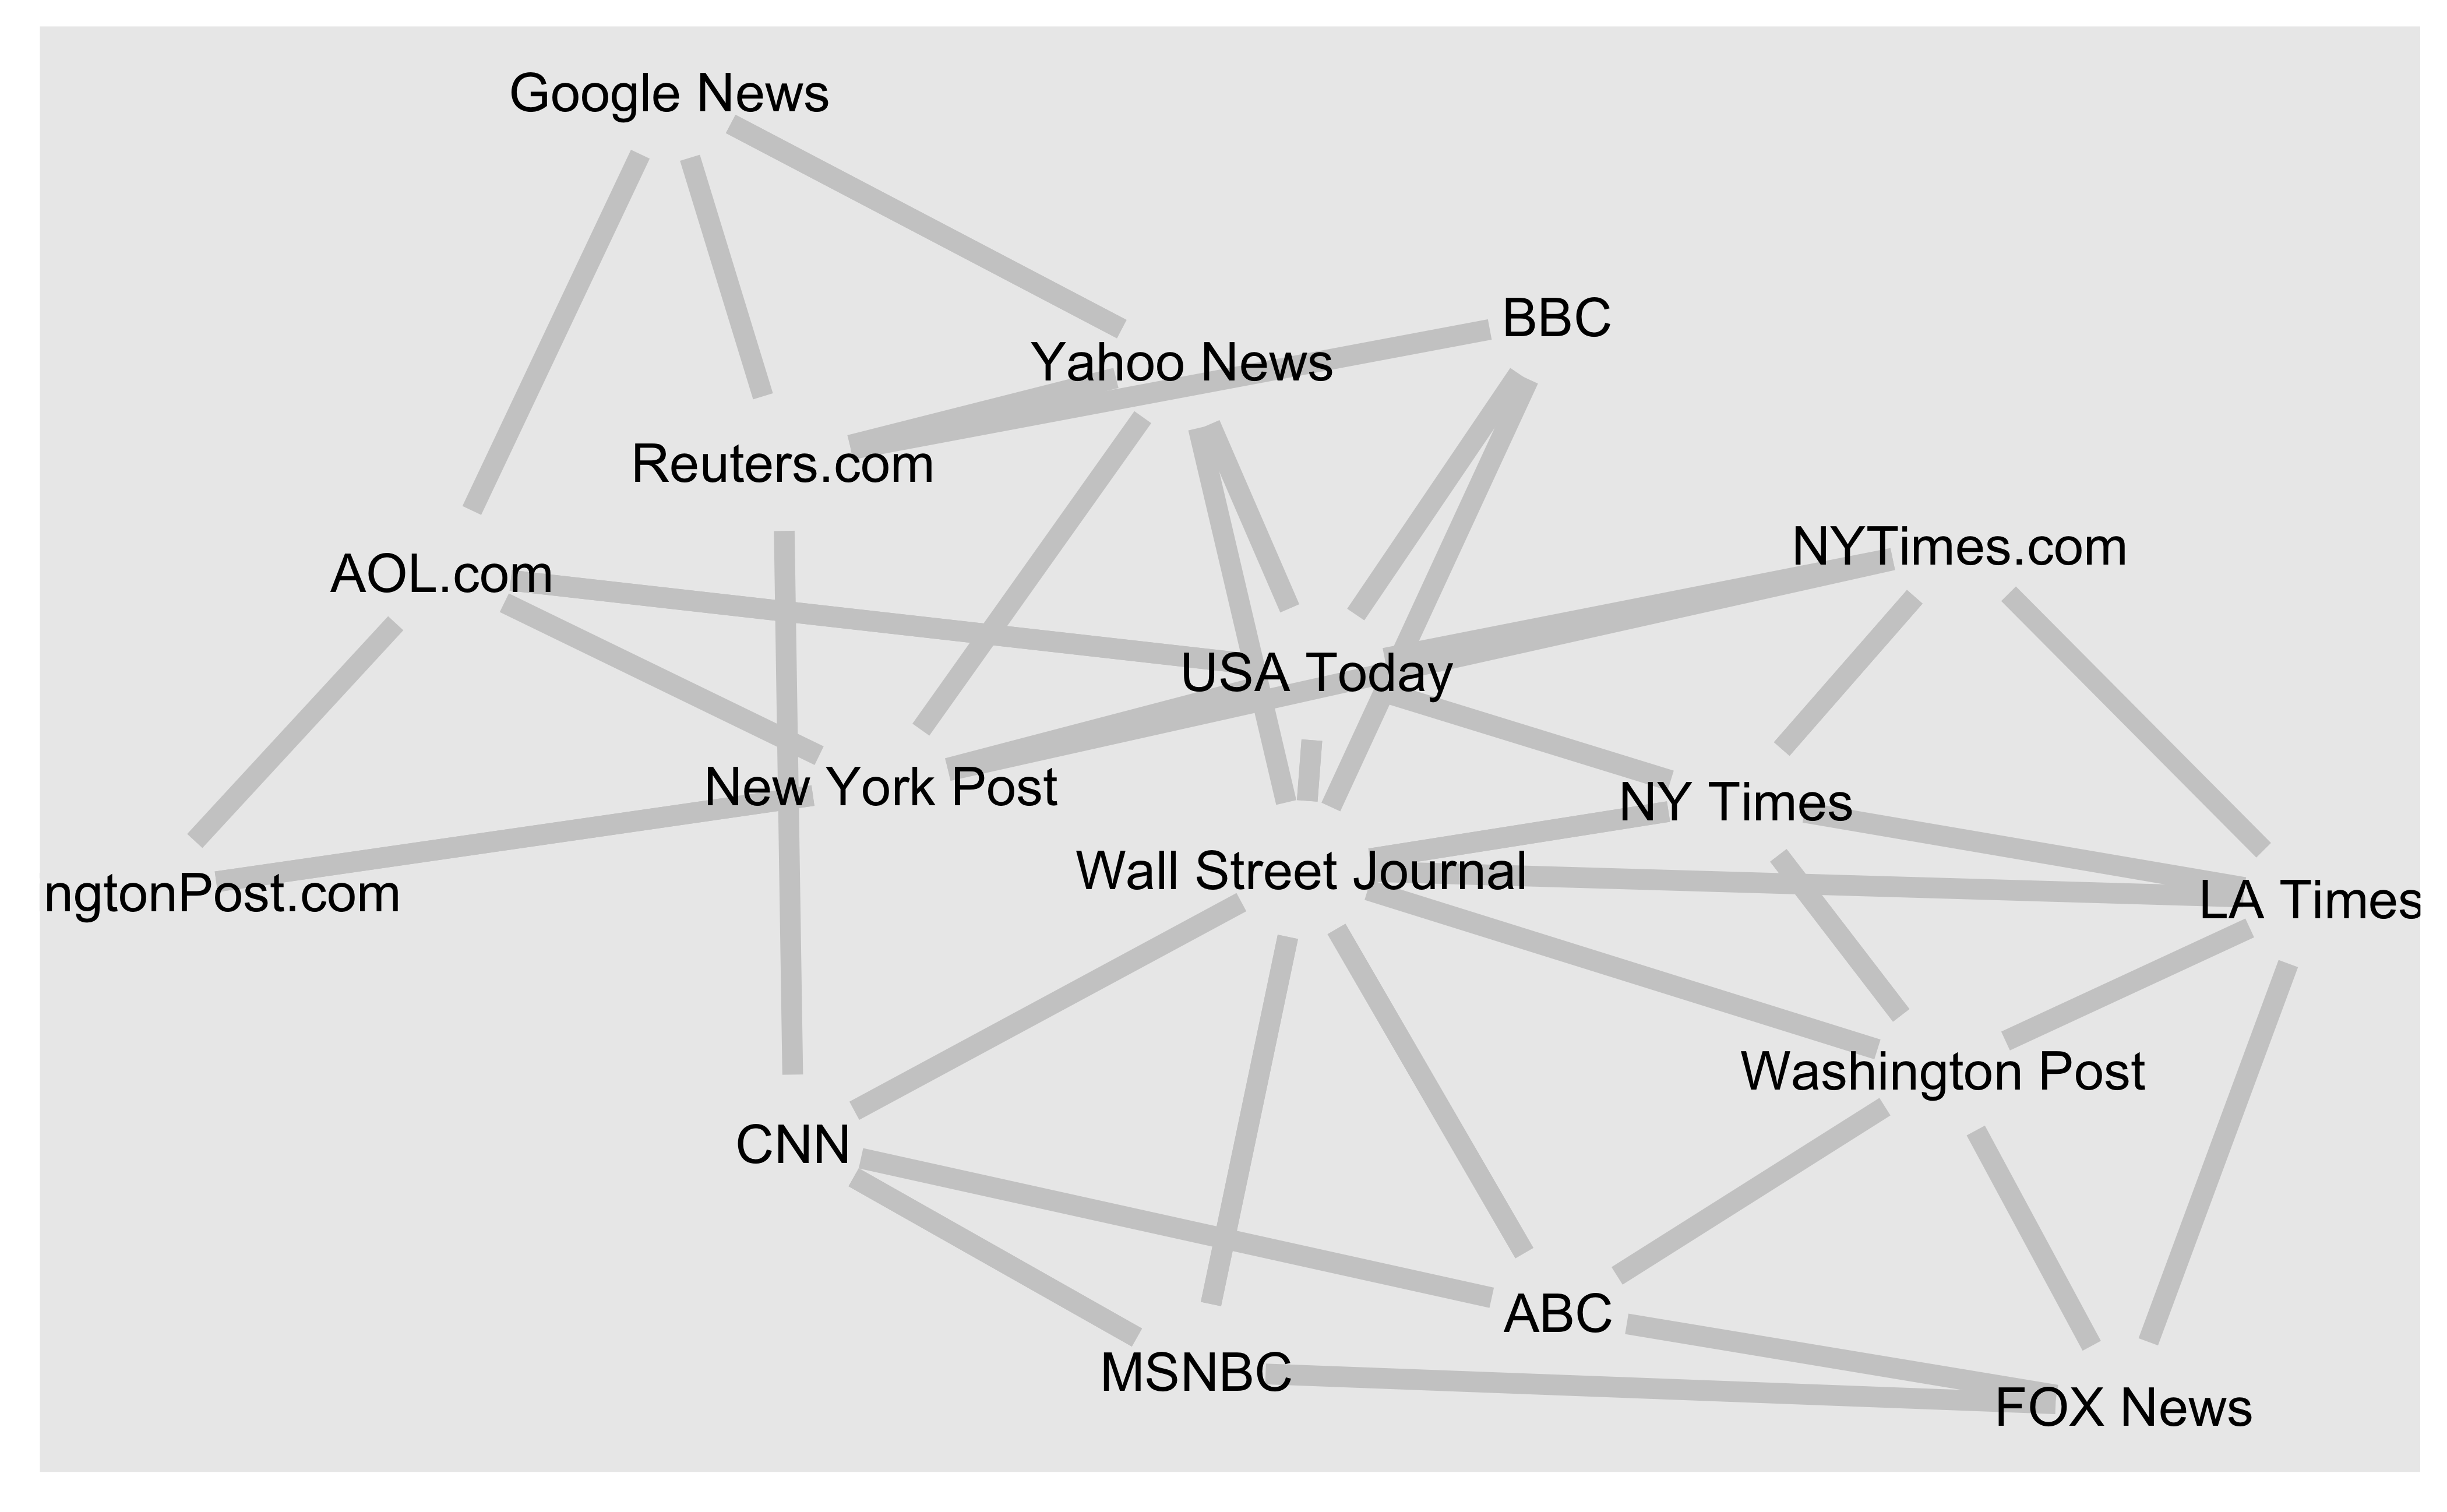 Google News
BBC
Yahoo News
Reuters.com
NYTimes.com
AOL.com
USA Today
New York Post
NY Times
Wall Street Journal
ngtonPost.com
LA Times
Washington Post
CNN
ABC
MSNBC
FOX News